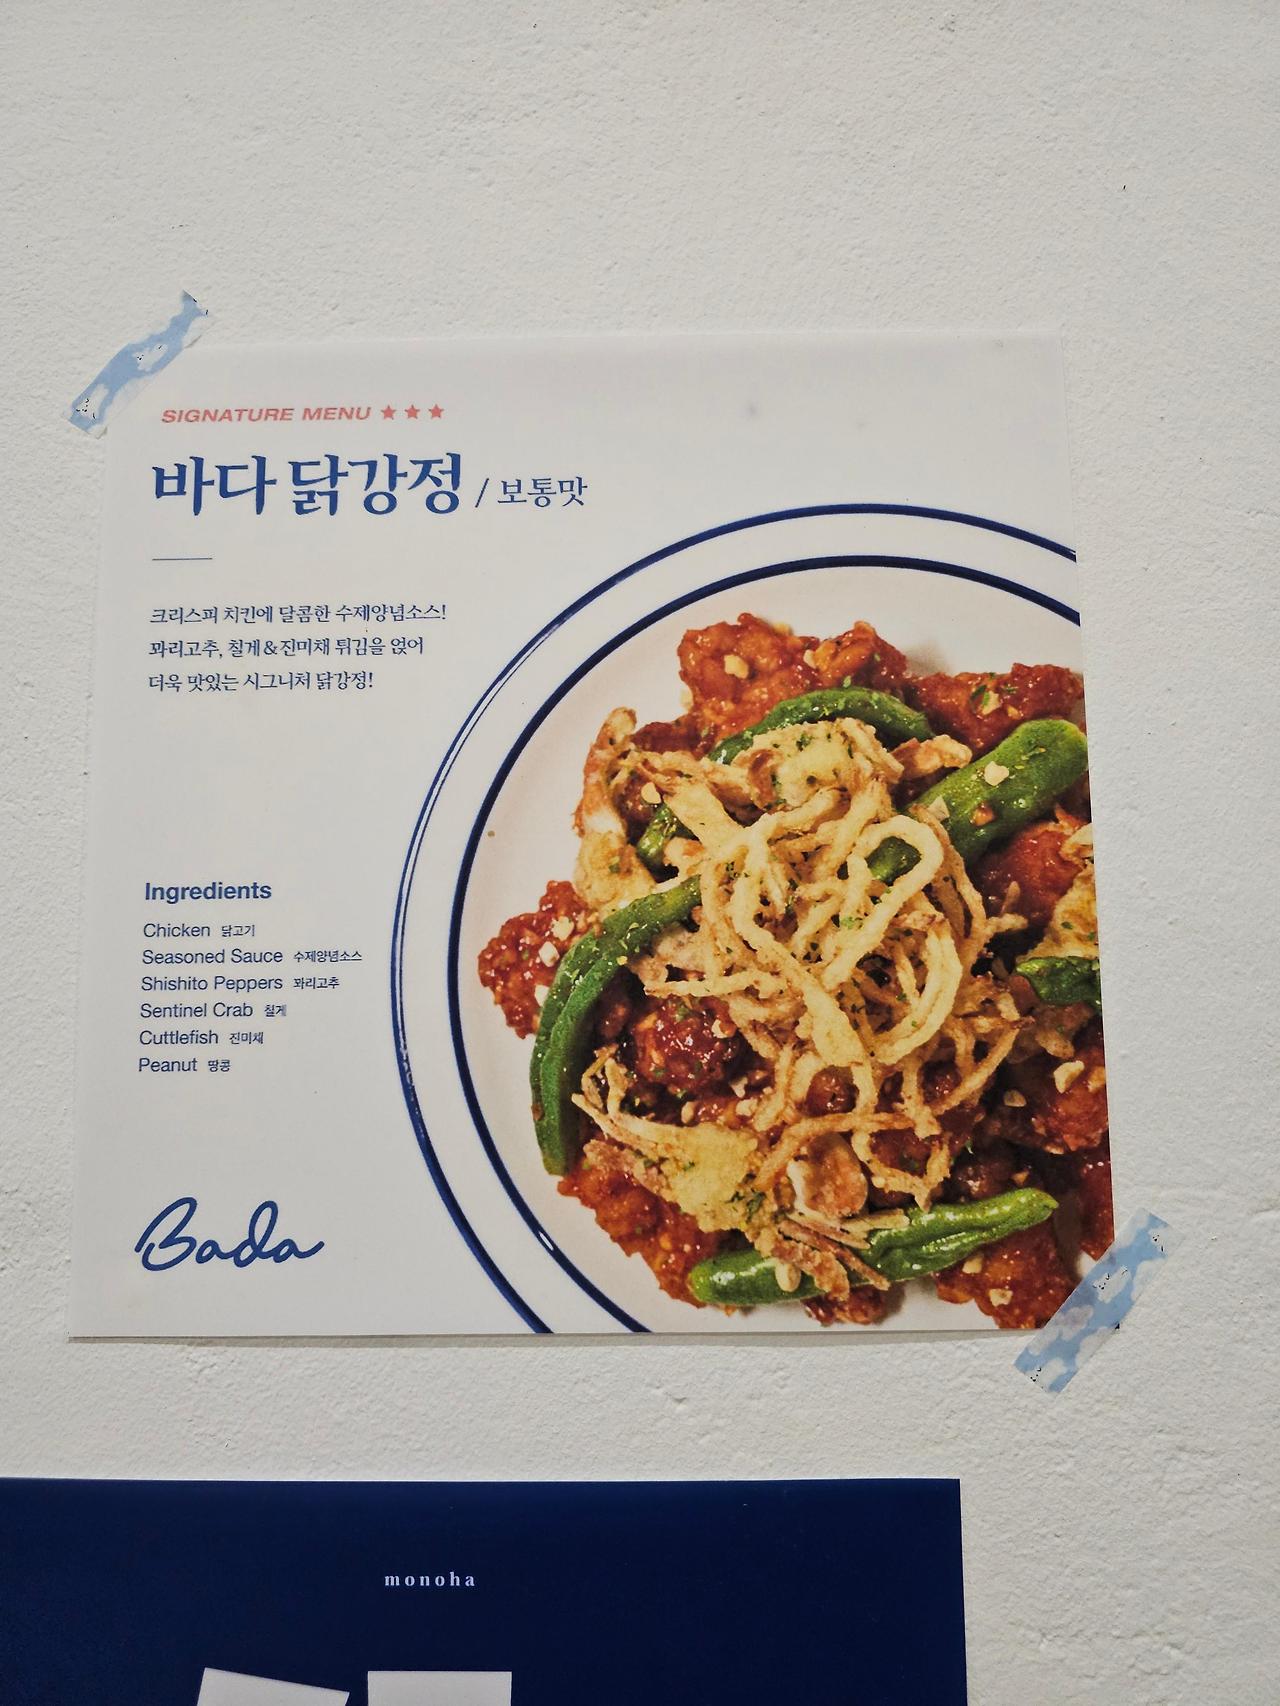 SIGNATURE MENU ★★★
바다 닭강정 / 보통맛
크리스피 치킨에 달콤한 수제양념소스!
꽈리고추, 칠게&진미채 튀김을 얹어
더욱 맛있는 시그니처 닭강정!
Ingredients
Chicken 닭고기
Seasoned Sauce 수제양념소스
Shishito Peppers 꽈리고추
Sentinel Crab 칠게
Cuttlefish 진미채
Peanut 땅콩
Bada
monoha